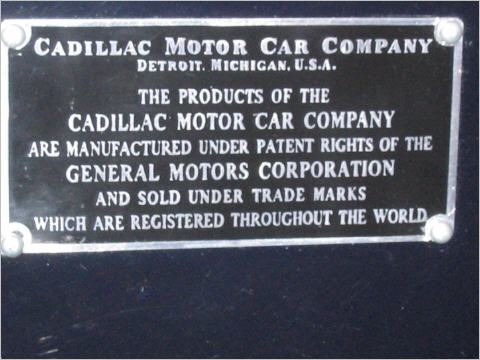 CADILLAC MOTOR CAR COMPANY
DETROIT, MICHIGAN, U.S.A.
THE PRODUCTS OF THE
CADILLAC MOTOR CAR COMPANY
ARE MANUFACTURED UNDER PATENT RIGHTS OF THE
GENERAL MOTORS CORPORATION
AND SOLD UNDER TRADE MARKS
WHICH ARE REGISTERED THROUGHOUT THE WORLD